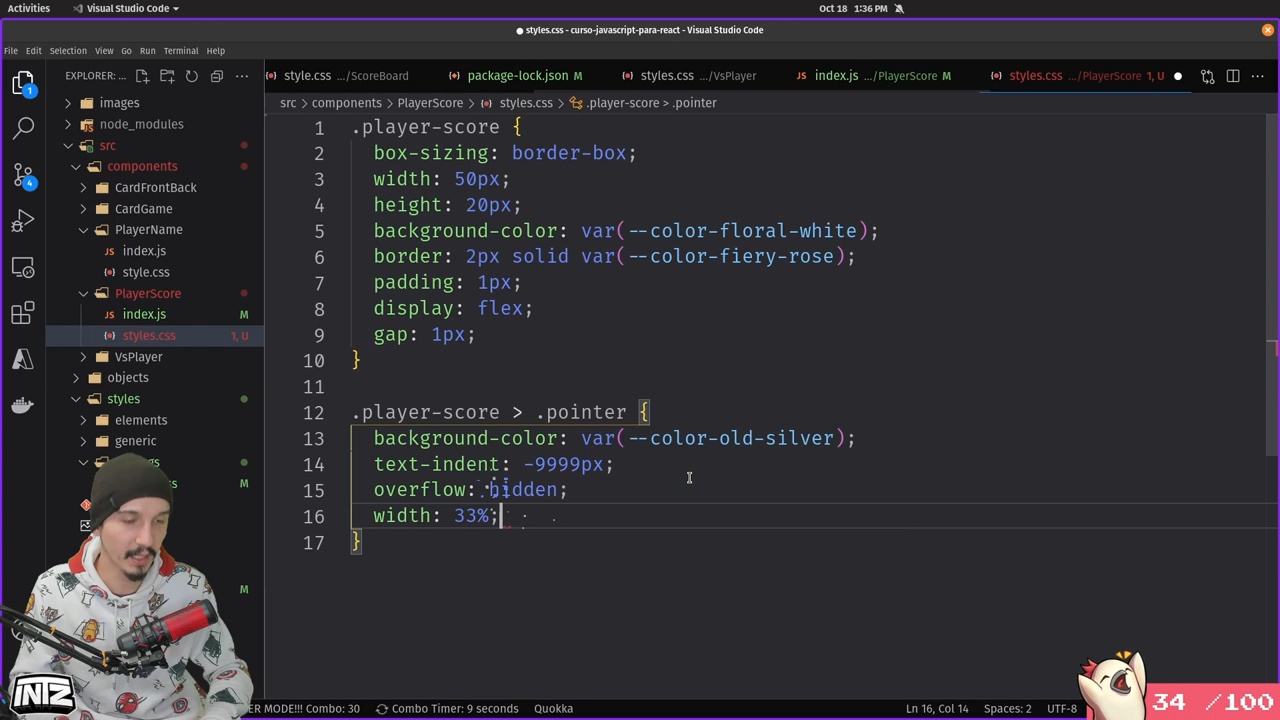 Activities
Visual Studio Code
Oct 18 1:36 PM
styles.css - curso-javascript-para-react - Visual Studio Code
File Edit Selection View Go Run Terminal Help
EXPLORER: ...
style.css .../ScoreBoard
package-lock.json M
styles.css .../VsPlayer
index.js .../PlayerScore M
styles.css .../PlayerScore 1, U
src > components > PlayerScore > styles.css > .player-score > .pointer
images
node_modules
src
components
CardFrontBack
CardGame
PlayerName
index.js
style.css
PlayerScore
index.js M
styles.css 1, U
VsPlayer
objects
styles
elements
generic
M
M
1
4
1 .player-score {
2 box-sizing: border-box;
3 width: 50px;
4 height: 20px;
5 background-color: var(--color-floral-white);
6 border: 2px solid var(--color-fiery-rose);
7 padding: 1px;
8 display: flex;
9 gap: 1px;
10 }
11
12 .player-score > .pointer {
13 background-color: var(--color-old-silver);
14 text-indent: -9999px;
15 overflow: hidden;
16 width: 33%;
17 }
INTZ
MODE!!! Combo: 30
Combo Timer: 9 seconds
Quokka
Ln 16, Col 14
Spaces: 2
UTF-8
34 /100